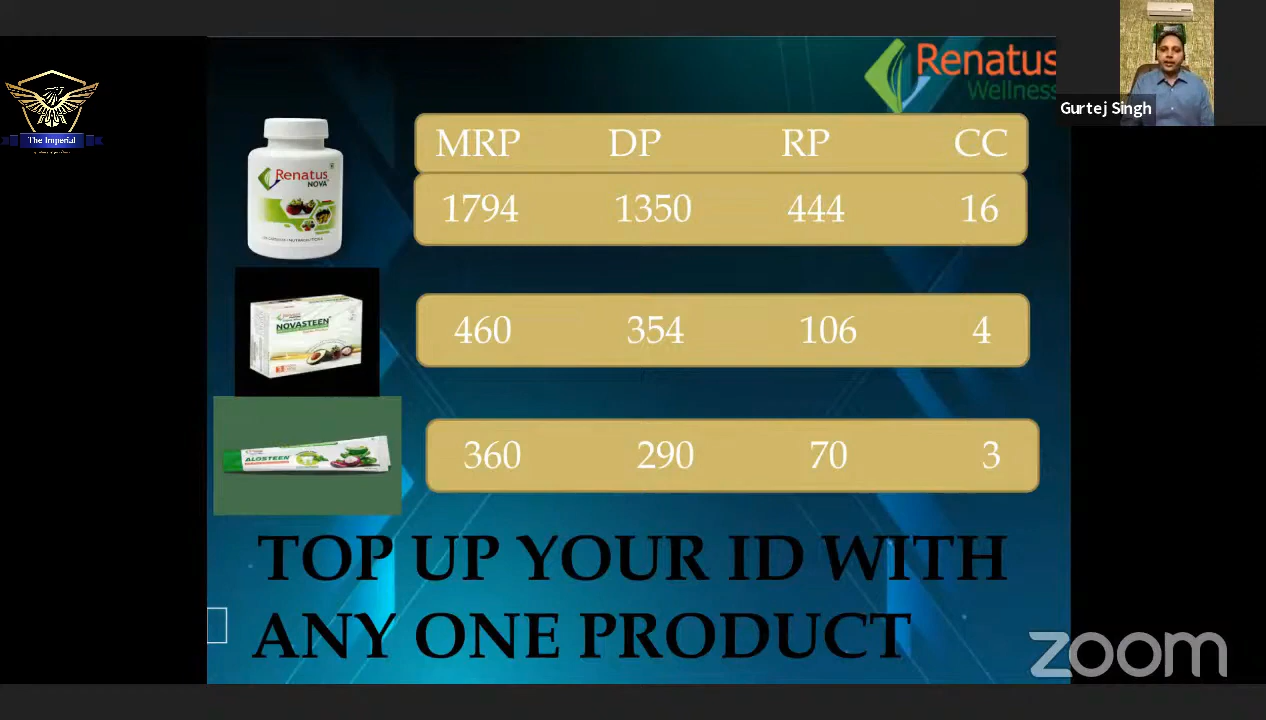 Renatus
Wellness
Gurtej Singh
The Imperial
MRP DP RP CC
Renatus
NOVA
1794 1350 444 16
NOVASTEEN
460 354 106 4
ALOSTEEN
360 290 70 3
TOP UP YOUR ID WITH
ANY ONE PRODUCT
zoom